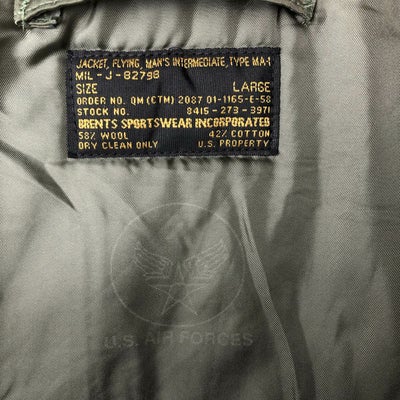 JACKET, FLYING, MAN'S INTERMEDIATE, TYPE MA-1
MIL - J - 8279B
SIZE LARGE
ORDER NO. QM (CTM) 2087 01-1165-E-58
STOCK NO. 8415 - 273 - 3971
BRENTS SPORTSWEAR INCORPORATED
58% WOOL 42% COTTON
DRY CLEAN ONLY U.S. PROPERTY
U.S. AIR FORCES